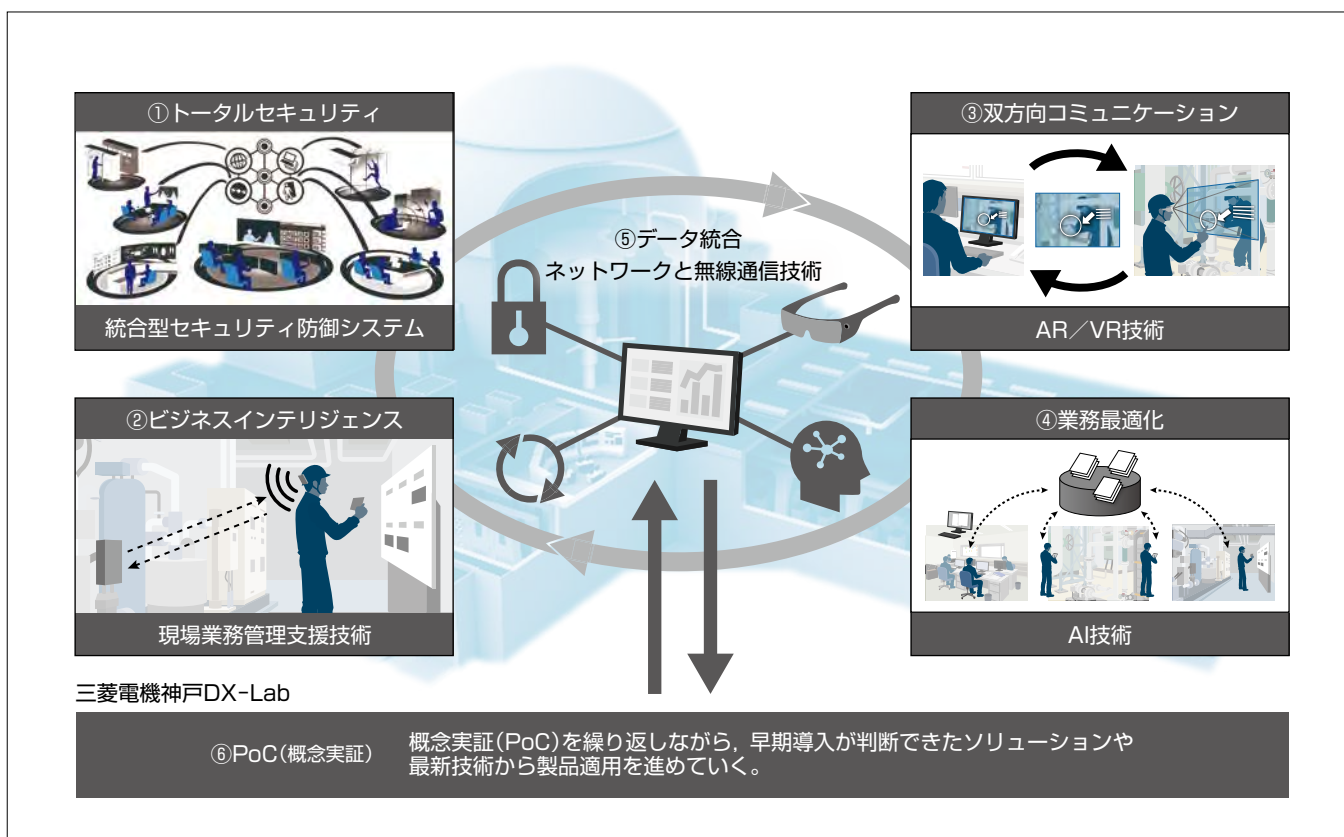 ①トータルセキュリティ
統合型セキュリティ防御システム
②ビジネスインテリジェンス
現場業務管理支援技術
③双方向コミュニケーション
AR／VR技術
④業務最適化
AI技術
⑤データ統合
ネットワークと無線通信技術
三菱電機神戸DX-Lab
⑥PoC（概念実証）
概念実証（PoC）を繰り返しながら，早期導入が判断できたソリューションや
最新技術から製品適用を進めていく。